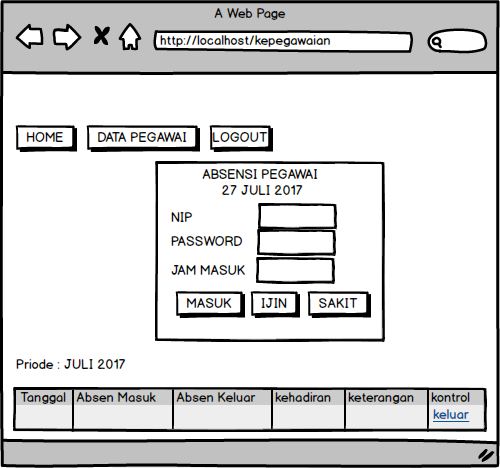 A Web Page
http://localhost/kepegawaian
HOME DATA PEGAWAI LOGOUT
ABSENSI PEGAWAI
27 JULI 2017
NIP
PASSWORD
JAM MASUK
MASUK IJIN SAKIT
Priode : JULI 2017
Tanggal Absen Masuk Absen Keluar kehadiran keterangan kontrol
keluar